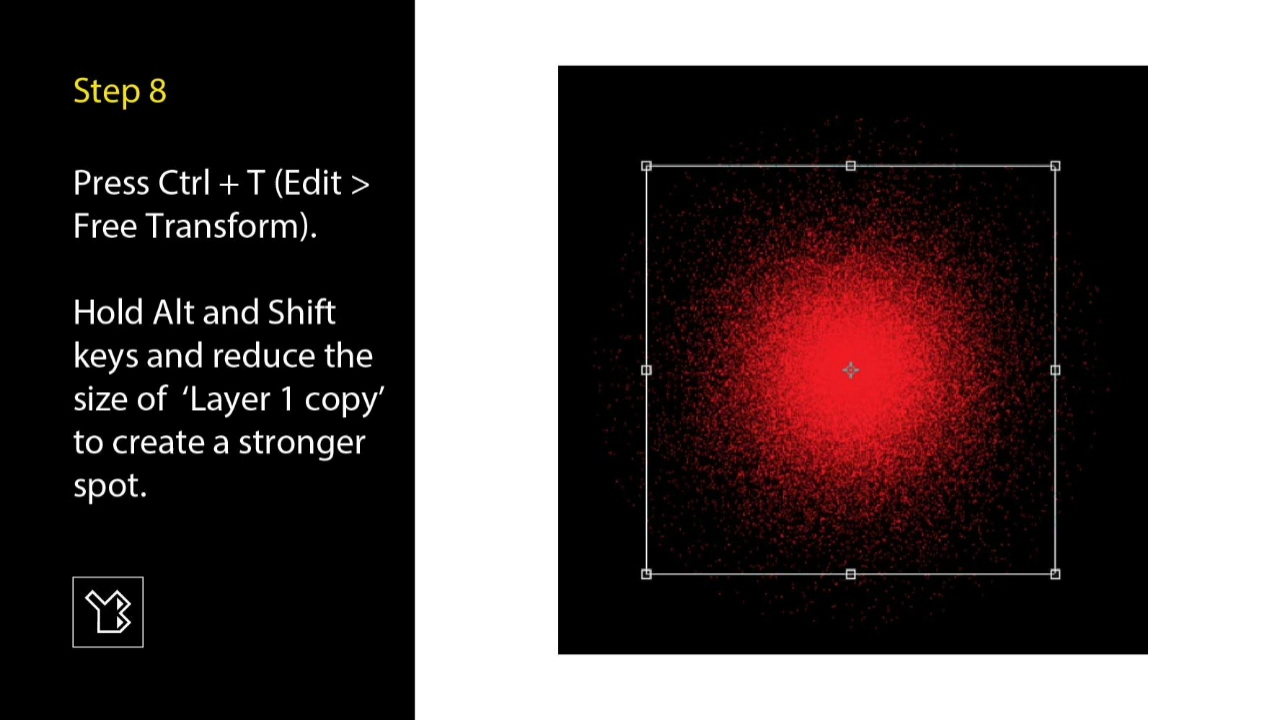 Step 8
Press Ctrl + T (Edit >
Free Transform).
Hold Alt and Shift
keys and reduce the
size of  ‘Layer 1 copy’
to create a stronger
spot.